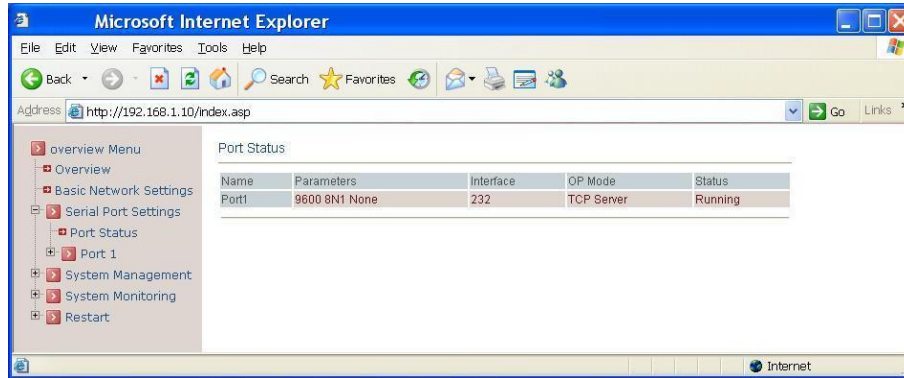 Microsoft Internet Explorer
File Edit View Favorites Tools Help
Back Search Favorites
Address http://192.168.1.10/index.asp Go Links
overview Menu
Overview
Basic Network Settings
Serial Port Settings
Port Status
Port 1
System Management
System Monitoring
Restart
Port Status
Name Parameters Interface OP Mode Status
Port1 9600 8N1 None 232 TCP Server Running
Internet